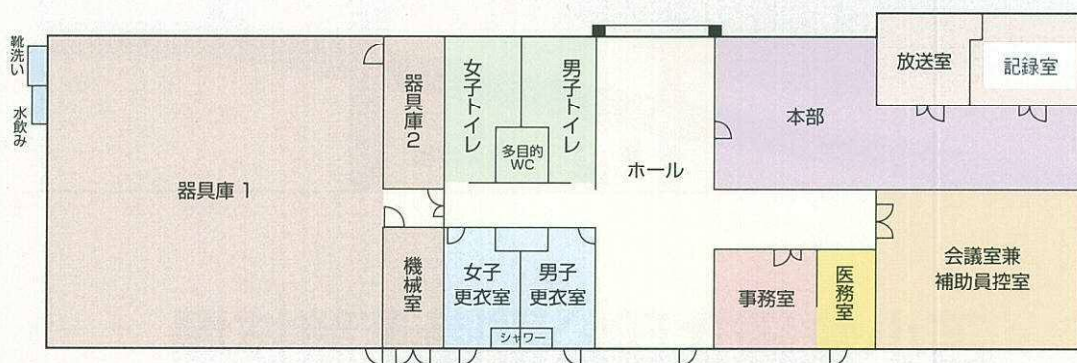 靴洗い
水飲み
器具庫 1
器具庫2
機械室
女子トイレ
男子トイレ
多目的
WC
女子
更衣室
男子
更衣室
シャワー
ホール
本部
放送室
記録室
事務室
医務室
会議室兼
補助員控室